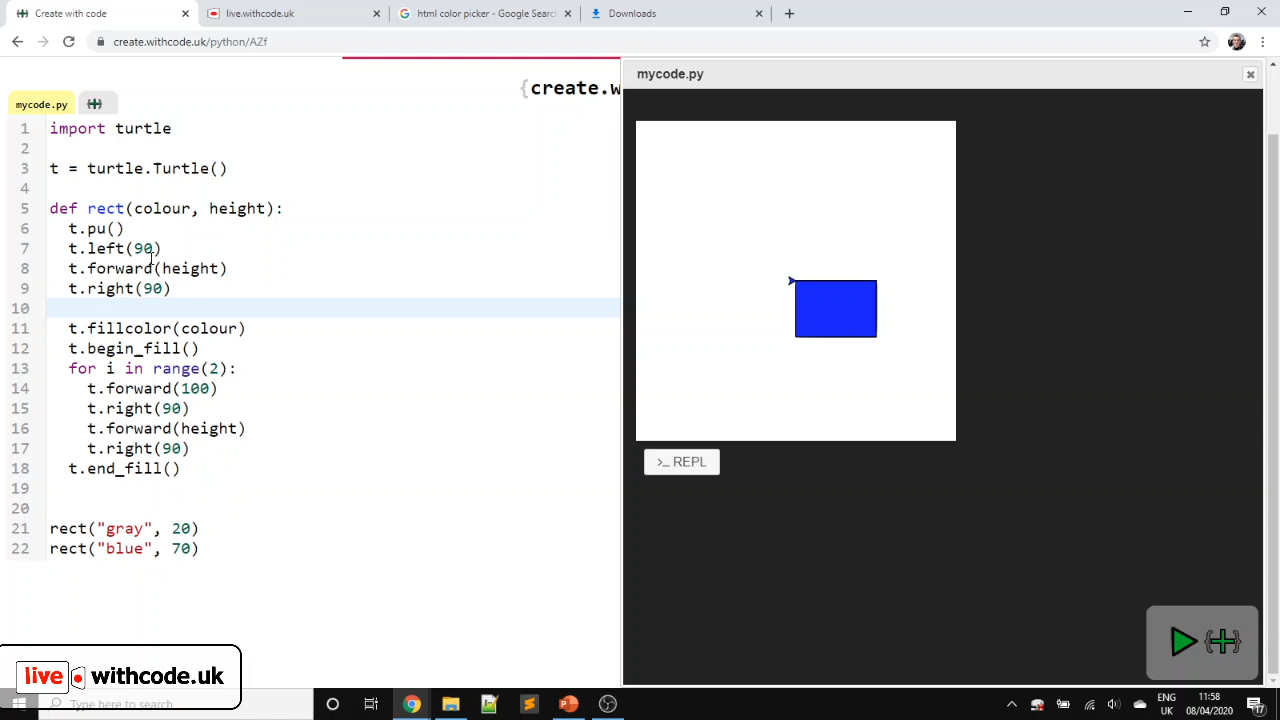 Create with code
live.withcode.uk
html color picker - Google Searc
Downloads
create.withcode.uk/python/AZf
{create.w
mycode.py
mycode.py
1 import turtle
2
3 t = turtle.Turtle()
4
5 def rect(colour, height):
6 t.pu()
7 t.left(90)
8 t.forward(height)
9 t.right(90)
10
11 t.fillcolor(colour)
12 t.begin_fill()
13 for i in range(2):
14 t.forward(100)
15 t.right(90)
16 t.forward(height)
17 t.right(90)
18 t.end_fill()
19
20
21 rect("gray", 20)
22 rect("blue", 70)
>_ REPL
live withcode.uk
Type here to search
ENG
UK
11:58
08/04/2020
17